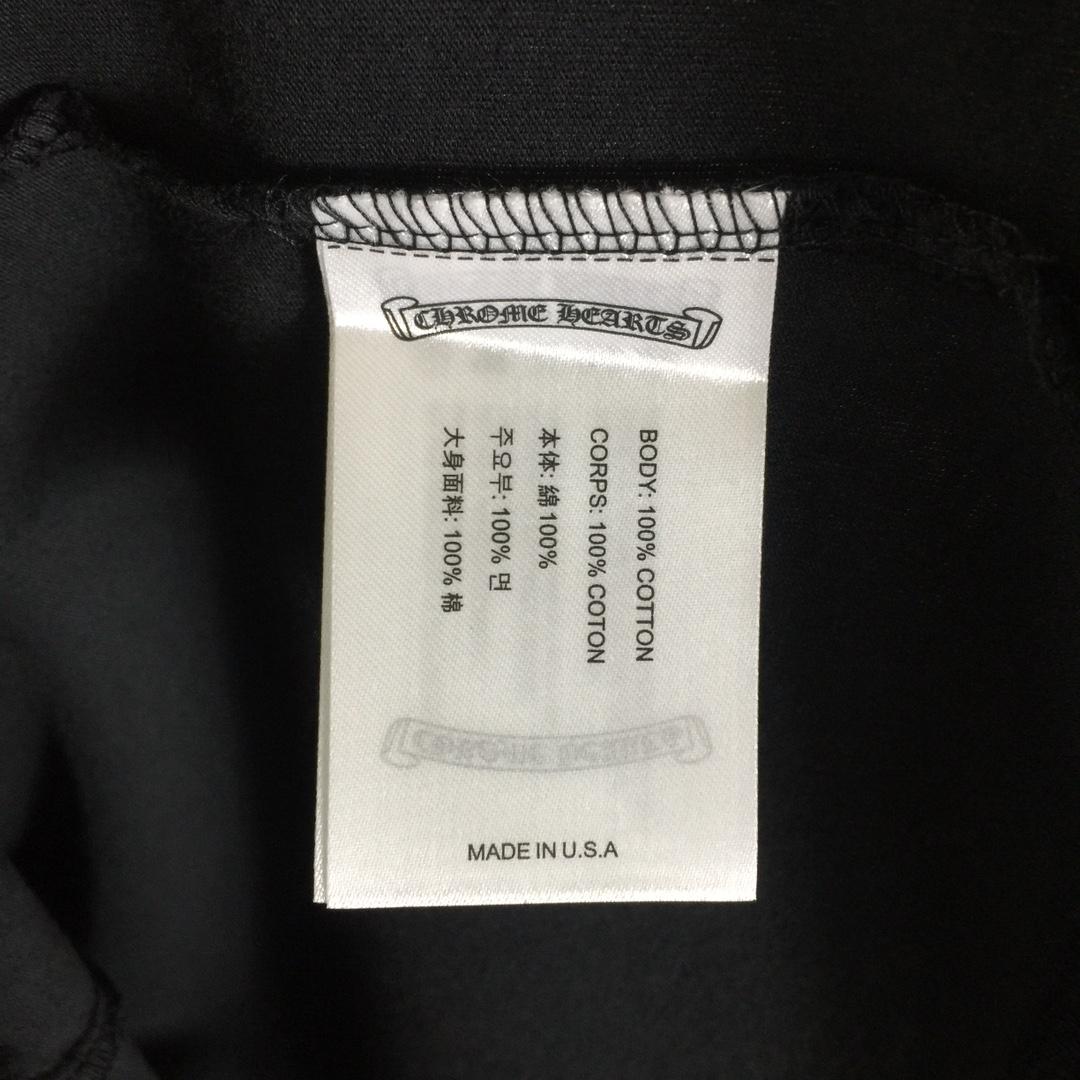 CHROME HEARTS
BODY: 100% COTTON
CORPS: 100% COTON
本体: 綿 100%
주요부: 100% 면
大身面料: 100% 棉
MADE IN U.S.A